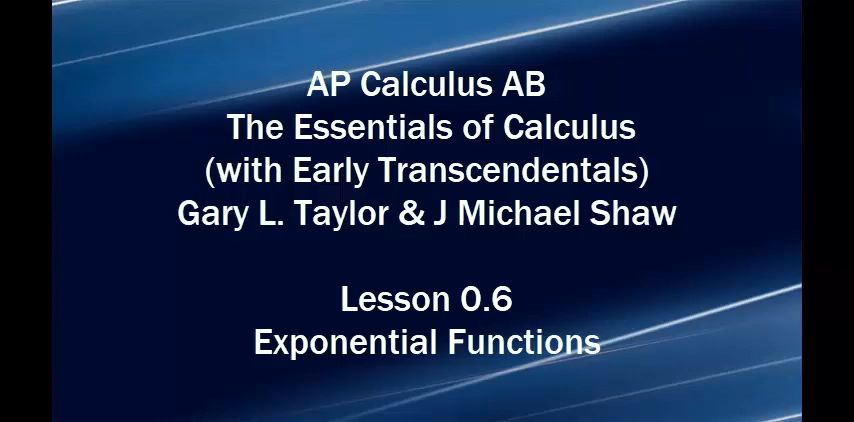 AP Calculus AB
The Essentials of Calculus
(with Early Transcendentals)
Gary L. Taylor & J Michael Shaw
Lesson 0.6
Exponential Functions